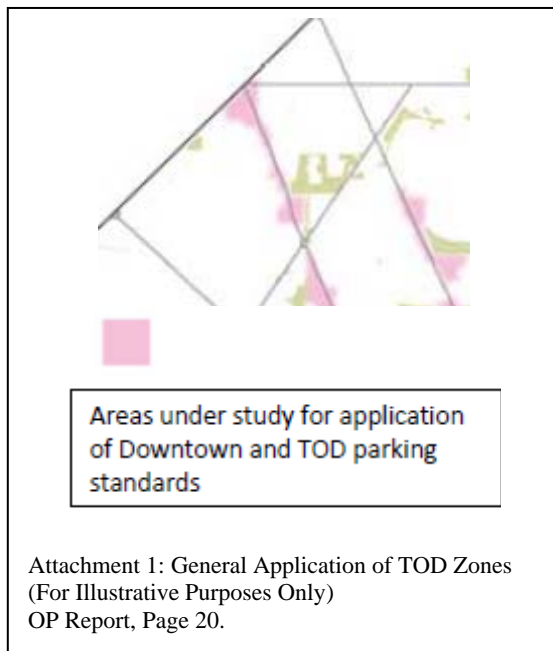 Areas under study for application
of Downtown and TOD parking
standards
Attachment 1: General Application of TOD Zones
(For Illustrative Purposes Only)
OP Report, Page 20.